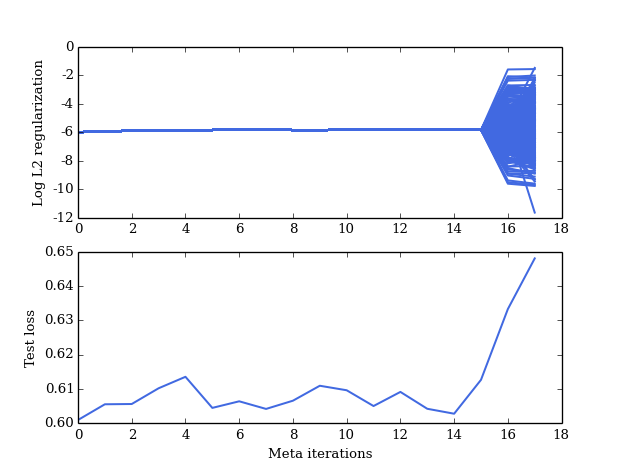 0
-2
-4
-6
-8
-10
-12
Log L2 regularization
0 2 4 6 8 10 12 14 16 18
0.65
0.64
0.63
0.62
0.61
0.60
Test loss
0 2 4 6 8 10 12 14 16 18
Meta iterations